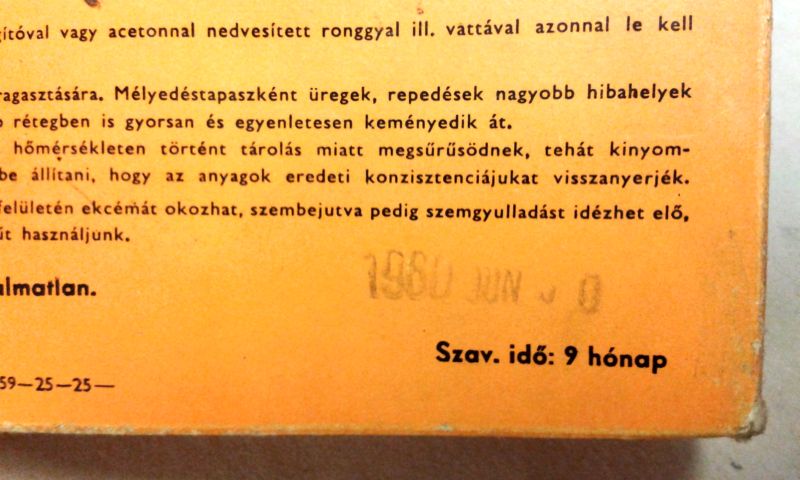 gítóval vagy acetonnal nedvesített ronggyal ill. vattával azonnal le kell
ragasztására. Mélyedéstapaszként üregek, repedések nagyobb hibahelyek
rétegben is gyorsan és egyenletesen keményedik át.
hőmérsékleten történt tárolás miatt megsűrűsödnek, tehát kinyom-
be állítani, hogy az anyagok eredeti konzisztenciájukat visszanyerjék.
felületén ekcémát okozhat, szembejutva pedig szemgyulladást idézhet elő,
űt használjunk.
almatlan.
1980 JUN
Szav. idő: 9 hónap
59—25—25—